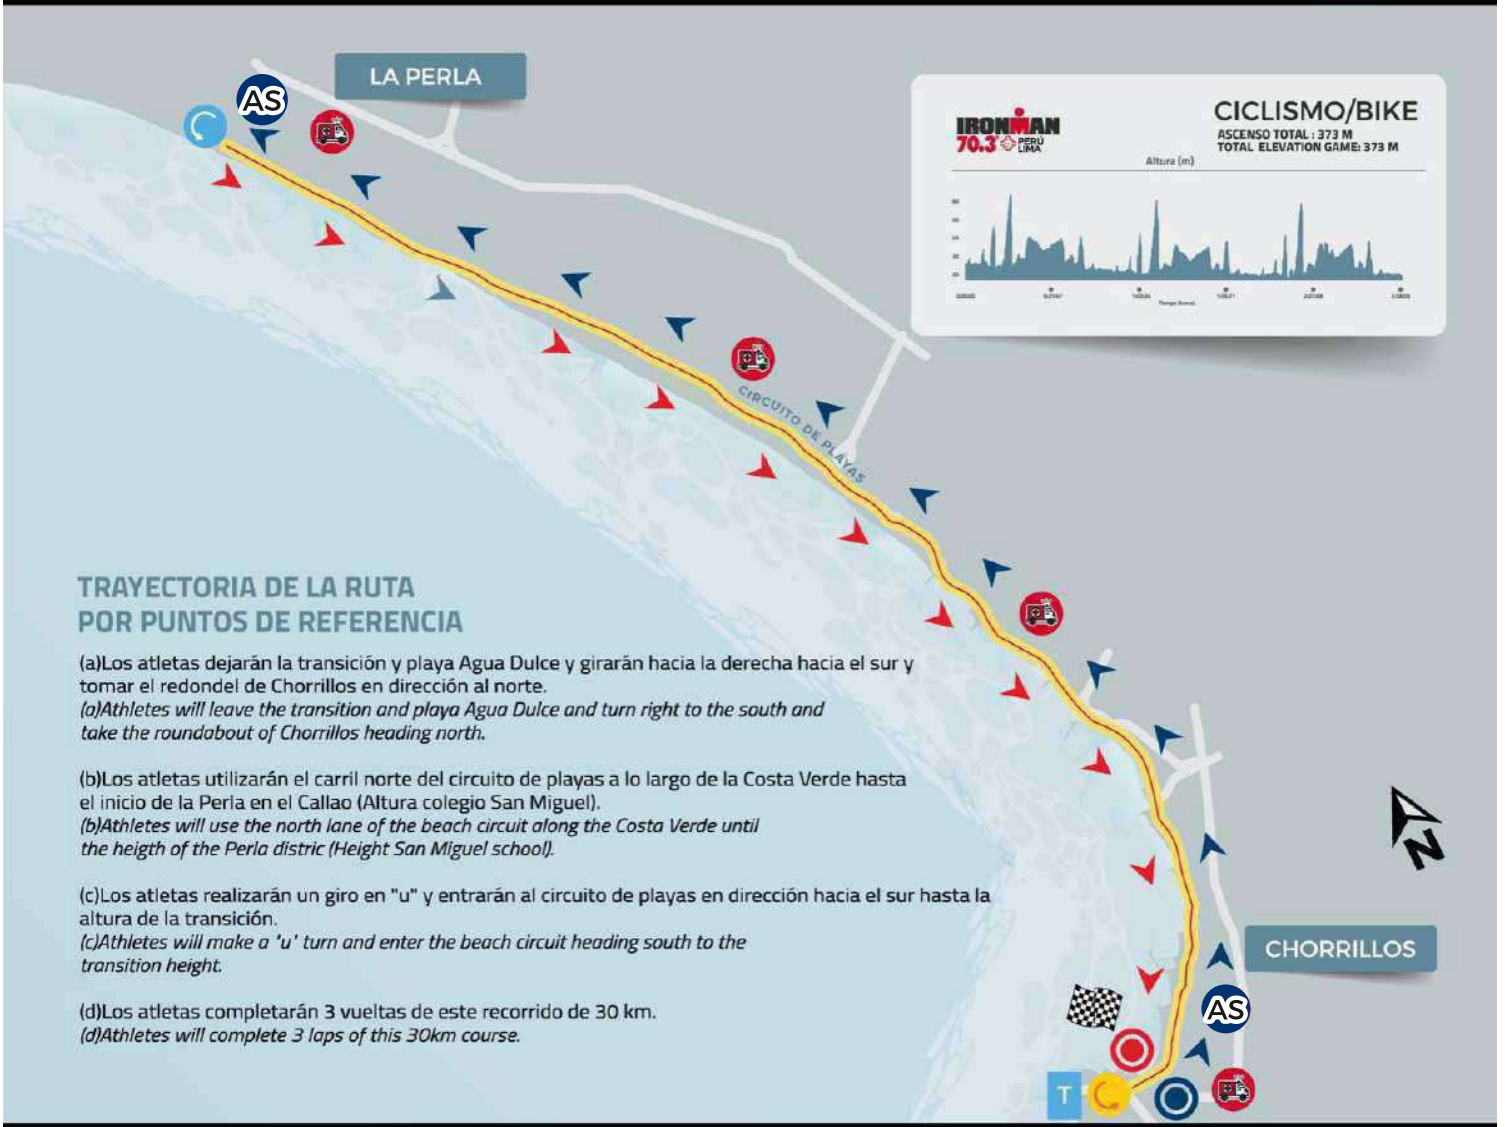 LA PERLA
AS
IRONMAN
70.3 PERÚ
LIMA
CICLISMO/BIKE
ASCENSO TOTAL : 373 M
TOTAL ELEVATION GAME: 373 M
Altura (m)
CIRCUITO DE PLAYAS
TRAYECTORIA DE LA RUTA
POR PUNTOS DE REFERENCIA
(a)Los atletas dejarán la transición y playa Agua Dulce y girarán hacia la derecha hacia el sur y
tomar el redondel de Chorrillos en dirección al norte.
(a)Athletes will leave the transition and playa Agua Dulce and turn right to the south and
take the roundabout of Chorrillos heading north.
(b)Los atletas utilizarán el carril norte del circuito de playas a lo largo de la Costa Verde hasta
el inicio de la Perla en el Callao (Altura colegio San Miguel).
(b)Athletes will use the north lane of the beach circuit along the Costa Verde until
the heigth of the Perla distric (Height San Miguel school).
(c)Los atletas realizarán un giro en "u" y entrarán al circuito de playas en dirección hacia el sur hasta la
altura de la transición.
(c)Athletes will make a 'u' turn and enter the beach circuit heading south to the
transition height.
(d)Los atletas completarán 3 vueltas de este recorrido de 30 km.
(d)Athletes will complete 3 laps of this 30km course.
N
CHORRILLOS
AS
T